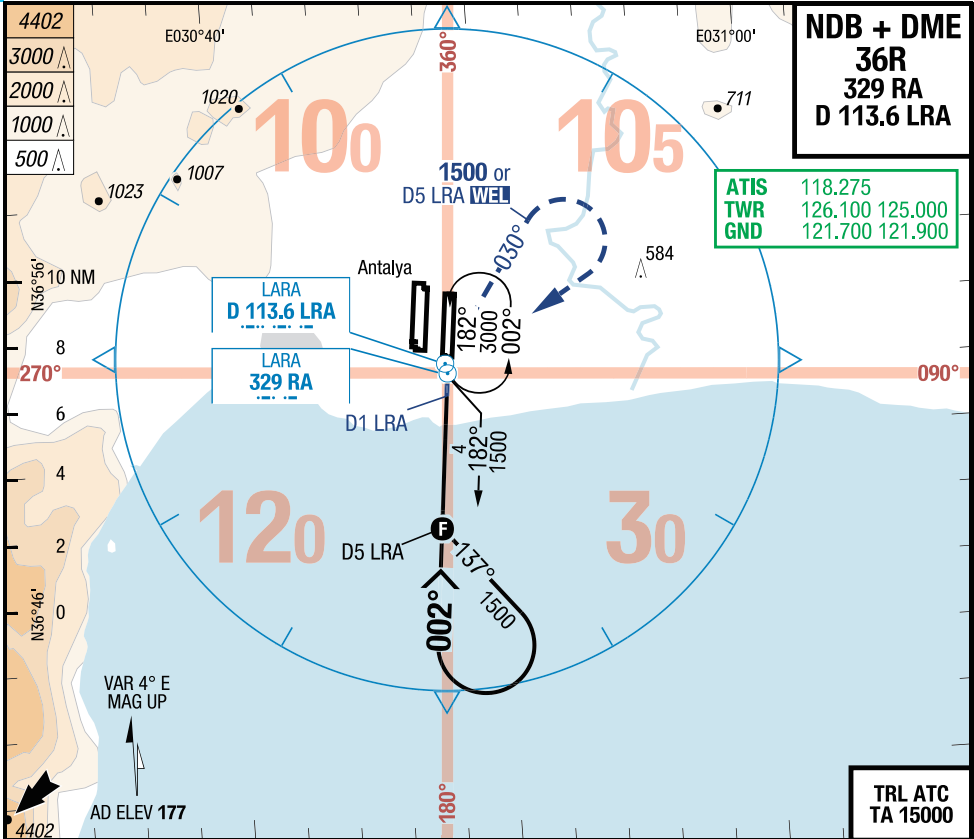 4402
3000
2000
1000
500
E030°40'
E031°00'
360°
NDB + DME
36R
329 RA
D 113.6 LRA
1020
1007
1023
711
100
105
1500 or
D5 LRA WEL
030°
ATIS 118.275
TWR 126.100 125.000
GND 121.700 121.900
584
N36°56'
10 NM
Antalya
LARA
D 113.6 LRA
LARA
329 RA
182°
3000
002°
8
270°
090°
6
D1 LRA
4
182°
1500
4
120
30
F
D5 LRA
137°
1500
2
N36°46'
0
002°
VAR 4° E
MAG UP
AD ELEV 177
180°
4402
TRL ATC
TA 15000